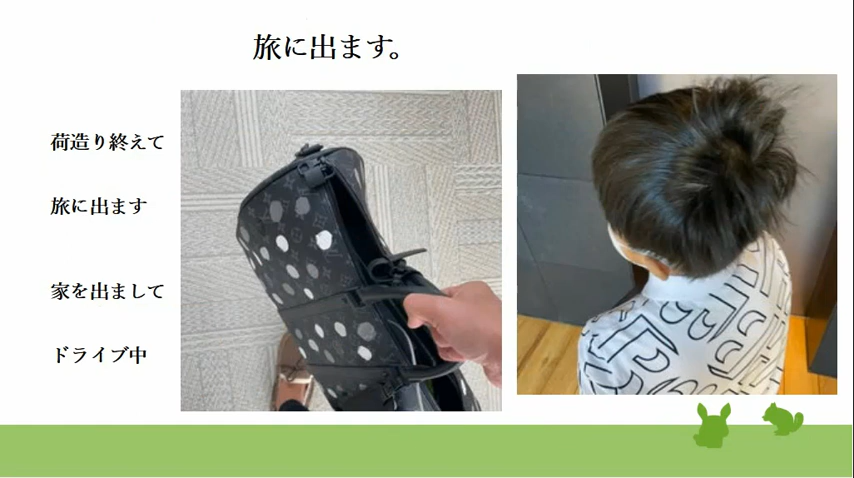 旅に出ます。
荷造り終えて
旅に出ます
家を出まして
ドライブ中